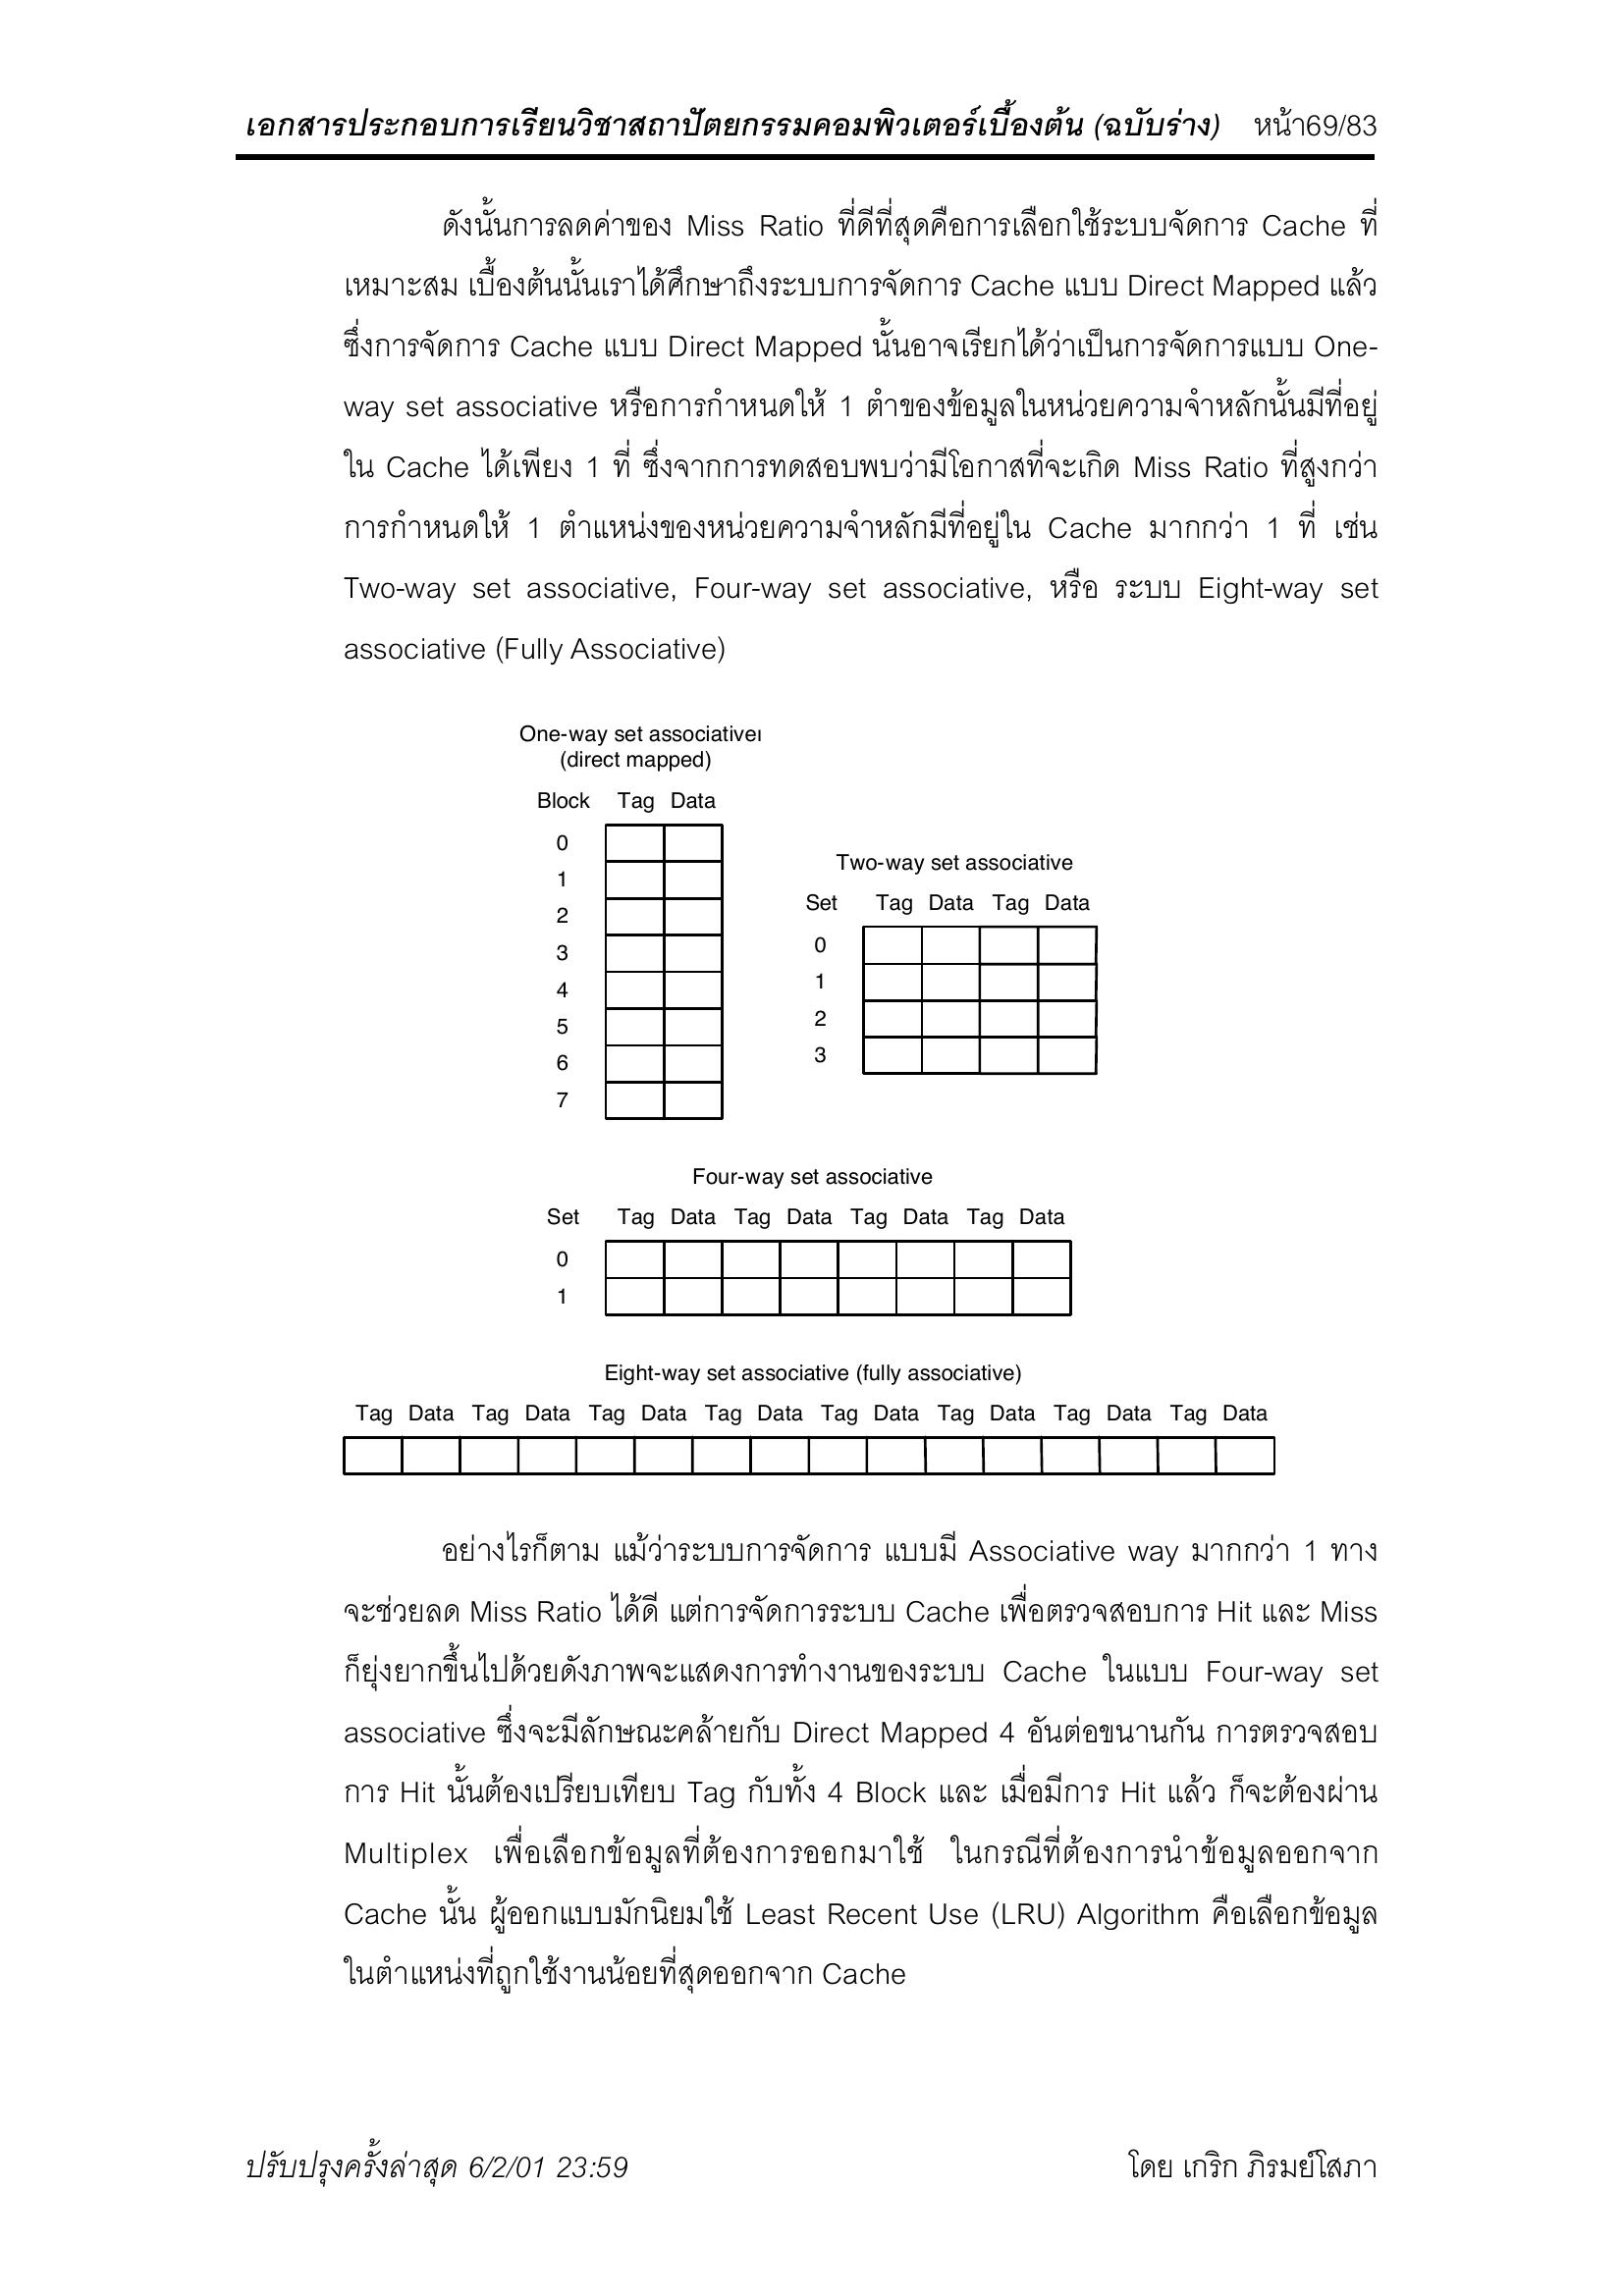 เอกสารประกอบการเรียนวิชาสถาปัตยกรรมคอมพิวเตอร์เบื้องต้น (ฉบับร่าง) หน้า69/83
ดังนั้นการลดค่าของ Miss Ratio ที่ดีที่สุดคือการเลือกใช้ระบบจัดการ Cache ที่
เหมาะสม เบื้องต้นนั้นเราได้ศึกษาถึงระบบการจัดการ Cache แบบ Direct Mapped แล้ว
ซึ่งการจัดการ Cache แบบ Direct Mapped นั้นอาจเรียกได้ว่าเป็นการจัดการแบบ One-
way set associative หรือการกำหนดให้ 1 ตำของข้อมูลในหน่วยความจำหลักนั้นมีที่อยู่
ใน Cache ได้เพียง 1 ที่ ซึ่งจากการทดสอบพบว่ามีโอกาสที่จะเกิด Miss Ratio ที่สูงกว่า
การกำหนดให้ 1 ตำแหน่งของหน่วยความจำหลักมีที่อยู่ใน Cache มากกว่า 1 ที่ เช่น
Two-way set associative, Four-way set associative, หรือ ระบบ Eight-way set
associative (Fully Associative)
One-way set associative
(direct mapped)
Block Tag Data
0
1
2
3
4
5
6
7
Two-way set associative
Set Tag Data Tag Data
0
1
2
3
Four-way set associative
Set Tag Data Tag Data Tag Data Tag Data
0
1
Eight-way set associative (fully associative)
Tag Data Tag Data Tag Data Tag Data Tag Data Tag Data Tag Data Tag Data
อย่างไรก็ตาม แม้ว่าระบบการจัดการ แบบมี Associative way มากกว่า 1 ทาง
จะช่วยลด Miss Ratio ได้ดี แต่การจัดการระบบ Cache เพื่อตรวจสอบการ Hit และ Miss
ก็ยุ่งยากขึ้นไปด้วยดังภาพจะแสดงการทำงานของระบบ Cache ในแบบ Four-way set
associative ซึ่งจะมีลักษณะคล้ายกับ Direct Mapped 4 อันต่อขนานกัน การตรวจสอบ
การ Hit นั้นต้องเปรียบเทียบ Tag กับทั้ง 4 Block และ เมื่อมีการ Hit แล้ว ก็จะต้องผ่าน
Multiplex เพื่อเลือกข้อมูลที่ต้องการออกมาใช้ ในกรณีที่ต้องการนำข้อมูลออกจาก
Cache นั้น ผู้ออกแบบมักนิยมใช้ Least Recent Use (LRU) Algorithm คือเลือกข้อมูล
ในตำแหน่งที่ถูกใช้งานน้อยที่สุดออกจาก Cache
ปรับปรุงครั้งล่าสุด 6/2/01 23:59 โดย เกริก ภิรมย์โสภา